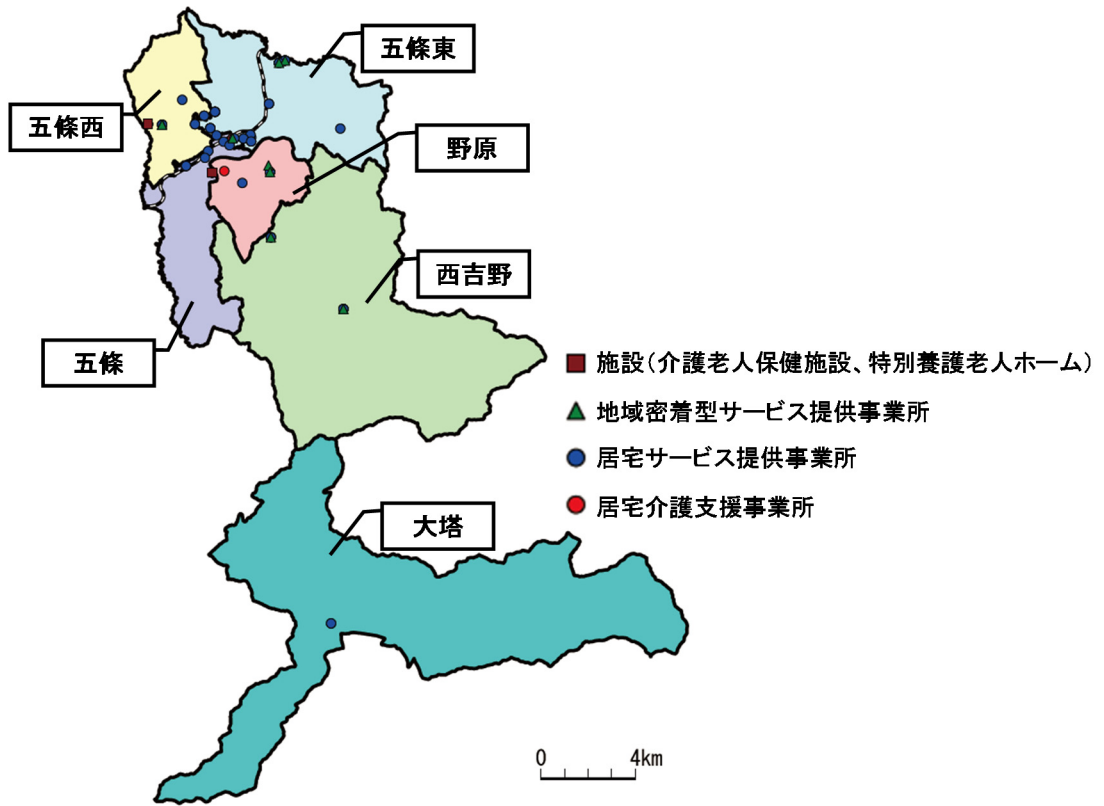 五條東
五條西
野原
西吉野
五條
施設（介護老人保健施設、特別養護老人ホーム）
地域密着型サービス提供事業所
居宅サービス提供事業所
居宅介護支援事業所
大塔
0 4km